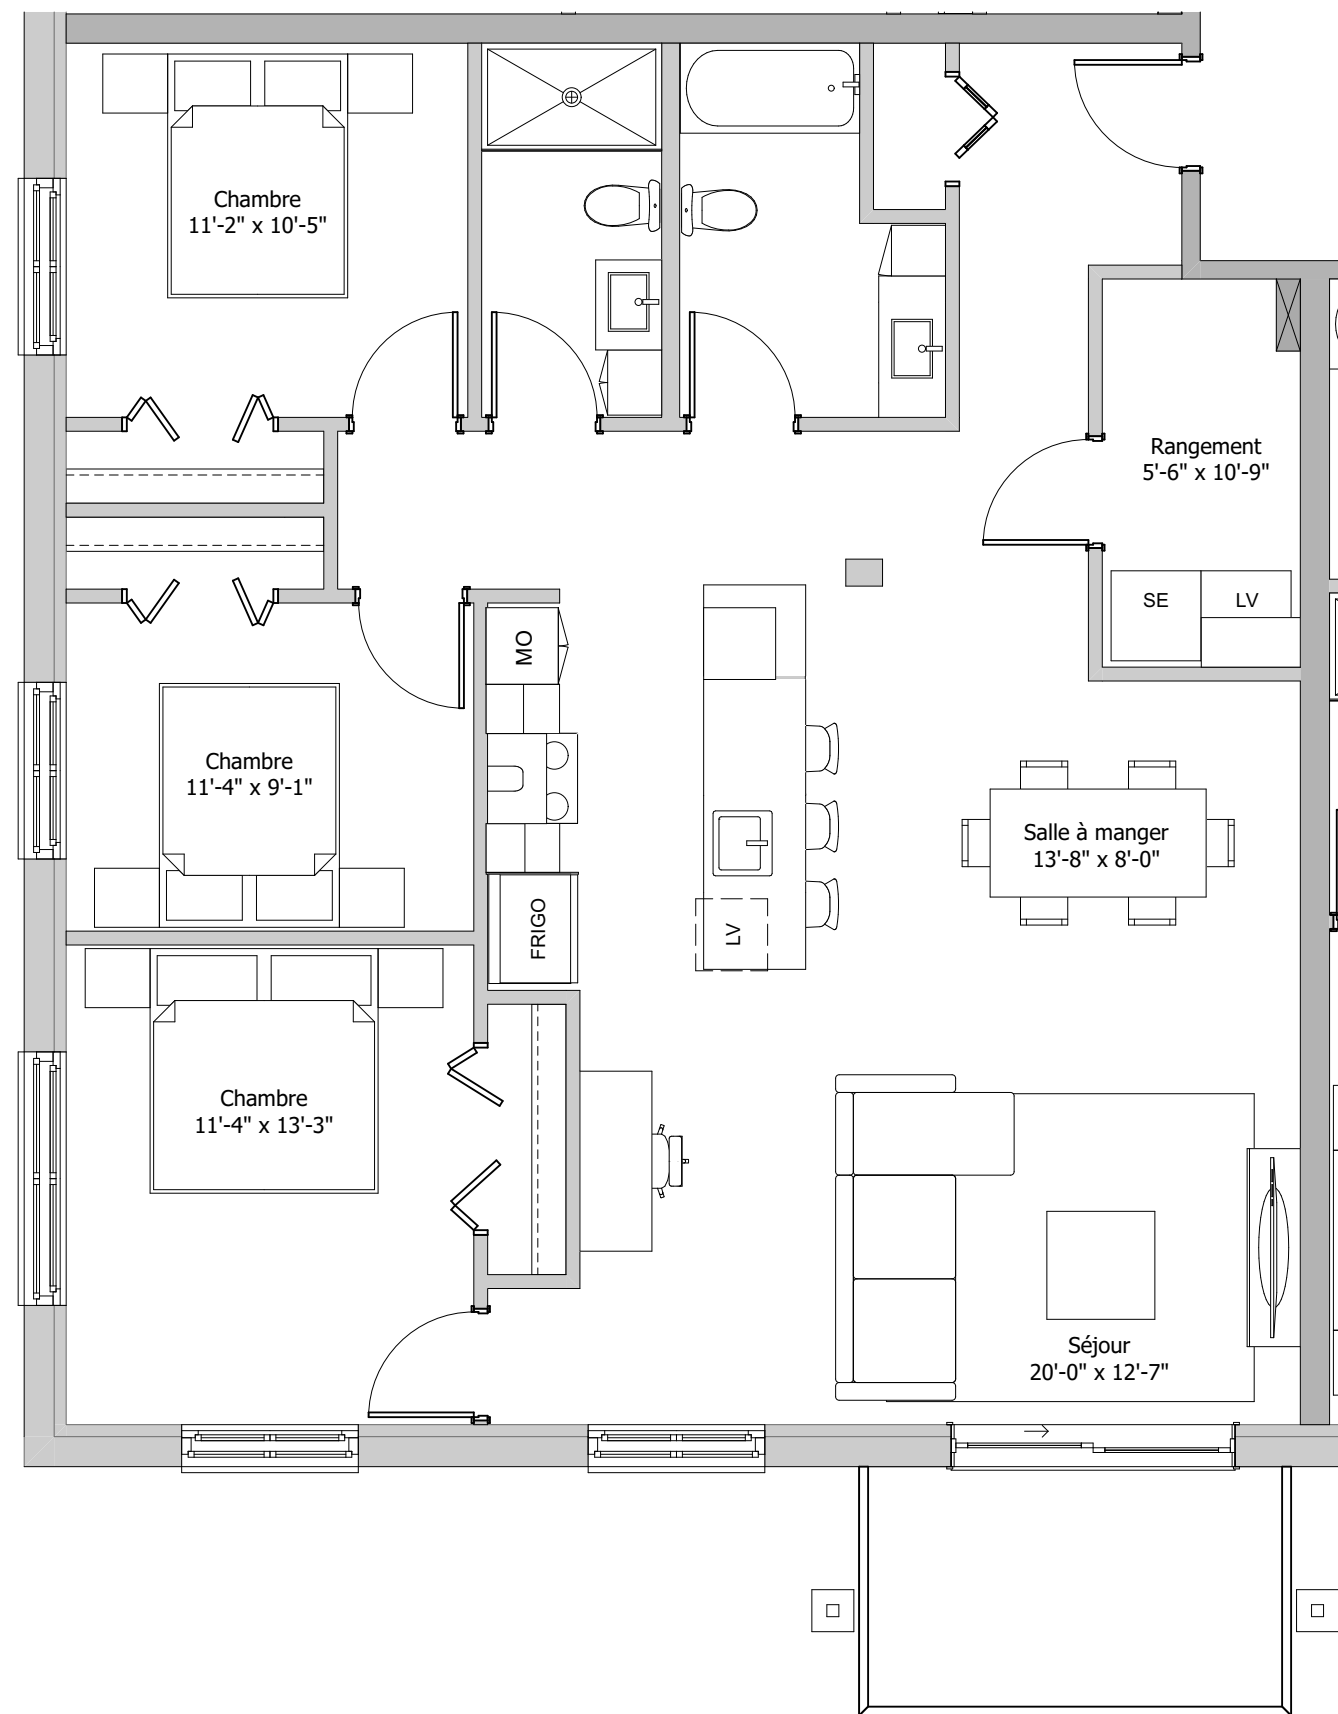 Chambre
11'-2" x 10'-5"
Rangement
5'-6" x 10'-9"
SE
LV
MO
Chambre
11'-4" x 9'-1"
Salle à manger
13'-8" x 8'-0"
FRIGO
LV
Chambre
11'-4" x 13'-3"
Séjour
20'-0" x 12'-7"